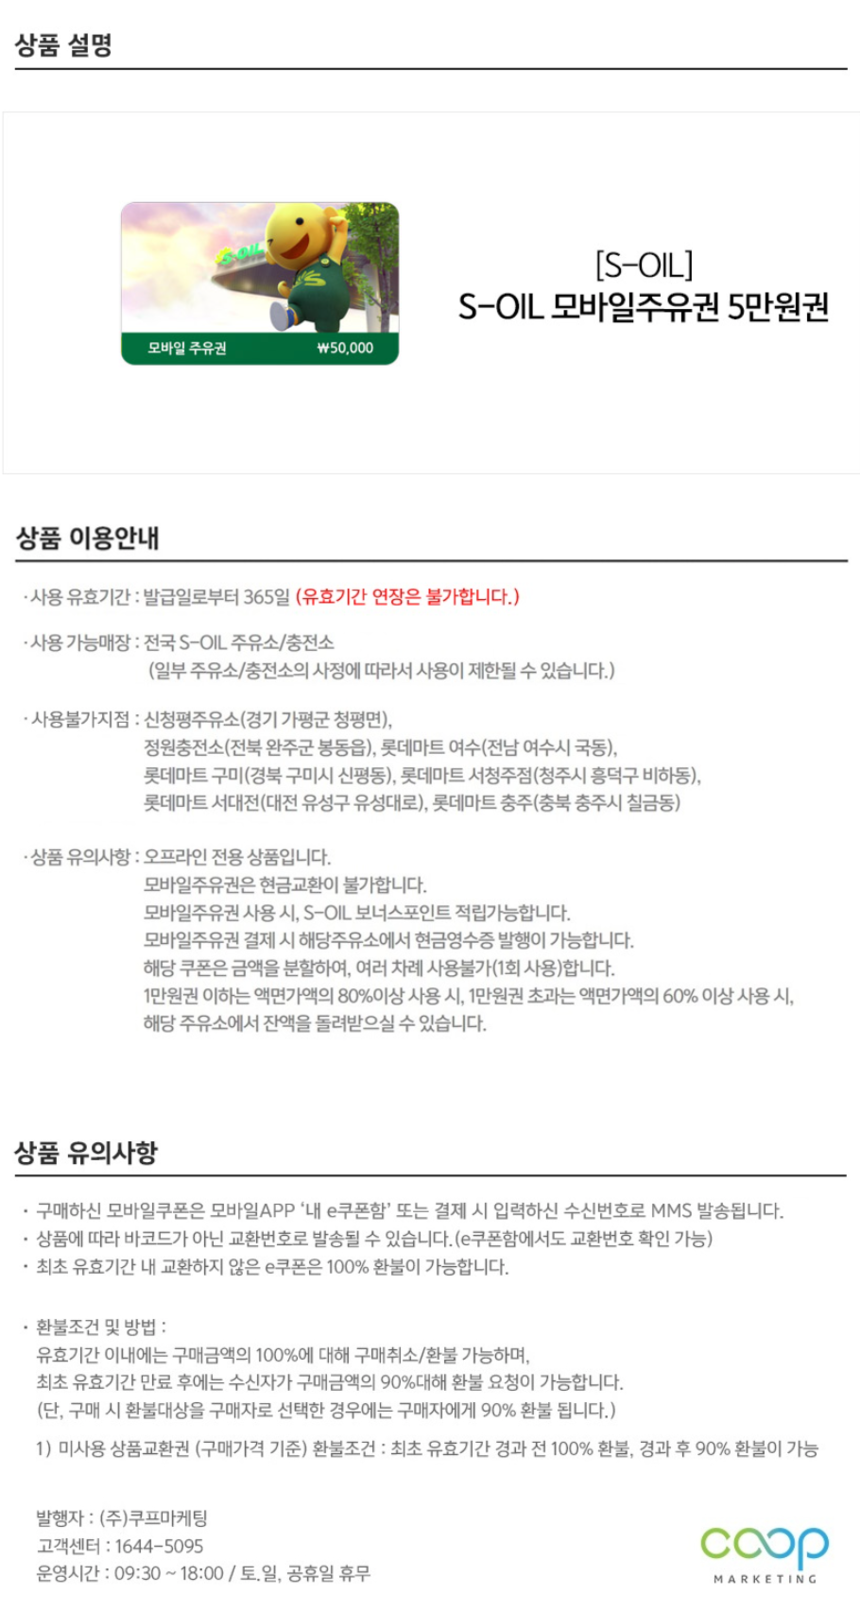 상품 설명
S-OIL
모바일 주유권 ₩50,000
[S-OIL]
S-OIL 모바일주유권 5만원권
상품 이용안내
· 사용 유효기간 : 발급일로부터 365일 (유효기간 연장은 불가합니다.)
· 사용 가능매장 : 전국 S-OIL 주유소/충전소
(일부 주유소/충전소의 사정에 따라서 사용이 제한될 수 있습니다.)
· 사용불가지점 : 신청평주유소(경기 가평군 청평면),
정원충전소(전북 완주군 봉동읍), 롯데마트 여수(전남 여수시 국동),
롯데마트 구미(경북 구미시 신평동), 롯데마트 서청주점(청주시 흥덕구 비하동),
롯데마트 서대전(대전 유성구 유성대로), 롯데마트 충주(충북 충주시 칠금동)
· 상품 유의사항 : 오프라인 전용 상품입니다.
모바일주유권은 현금교환이 불가합니다.
모바일주유권 사용 시, S-OIL 보너스포인트 적립가능합니다.
모바일주유권 결제 시 해당주유소에서 현금영수증 발행이 가능합니다.
해당 쿠폰은 금액을 분할하여, 여러 차례 사용불가(1회 사용)합니다.
1만원권 이하는 액면가액의 80%이상 사용 시, 1만원권 초과는 액면가액의 60% 이상 사용 시,
해당 주유소에서 잔액을 돌려받으실 수 있습니다.
상품 유의사항
· 구매하신 모바일쿠폰은 모바일APP ‘내 e쿠폰함’ 또는 결제 시 입력하신 수신번호로 MMS 발송됩니다.
· 상품에 따라 바코드가 아닌 교환번호로 발송될 수 있습니다.(e쿠폰함에서도 교환번호 확인 가능)
· 최초 유효기간 내 교환하지 않은 e쿠폰은 100% 환불이 가능합니다.
· 환불조건 및 방법 :
유효기간 이내에는 구매금액의 100%에 대해 구매취소/환불 가능하며,
최초 유효기간 만료 후에는 수신자가 구매금액의 90%대해 환불 요청이 가능합니다.
(단, 구매 시 환불대상을 구매자로 선택한 경우에는 구매자에게 90% 환불 됩니다.)
1) 미사용 상품교환권 (구매가격 기준) 환불조건 : 최초 유효기간 경과 전 100% 환불, 경과 후 90% 환불이 가능
발행자 : (주)쿠프마케팅
고객센터 : 1644-5095
운영시간 : 09:30 ~ 18:00 / 토.일, 공휴일 휴무
coop
MARKETING